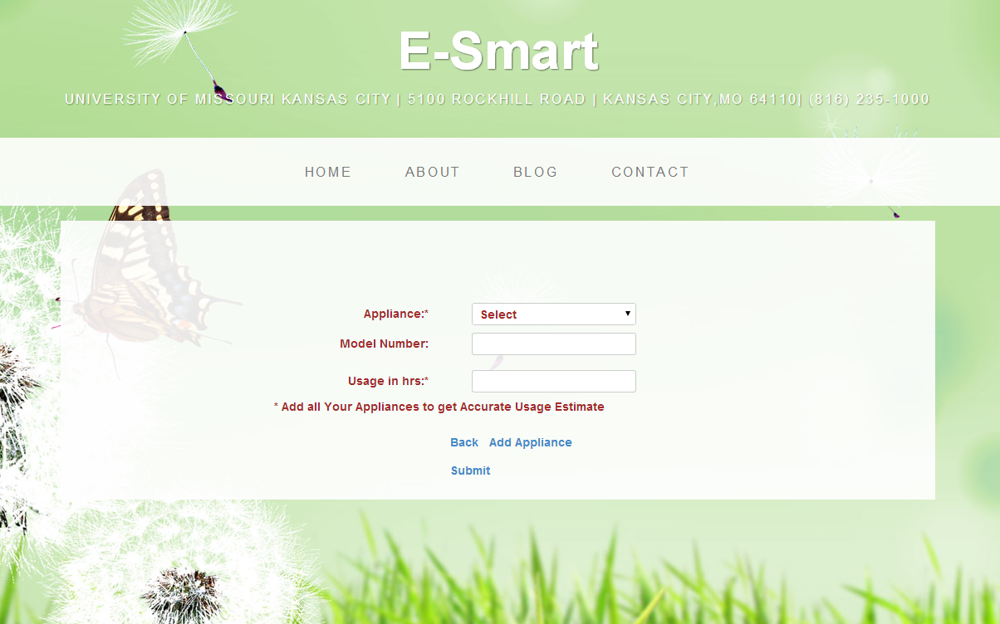 E-Smart
UNIVERSITY OF MISSOURI KANSAS CITY | 5100 ROCKHILL ROAD | KANSAS CITY,MO 64110| (816) 235-1000
HOME ABOUT BLOG CONTACT
Appliance:* Select
Model Number:
Usage in hrs:*
* Add all Your Appliances to get Accurate Usage Estimate
Back Add Appliance
Submit